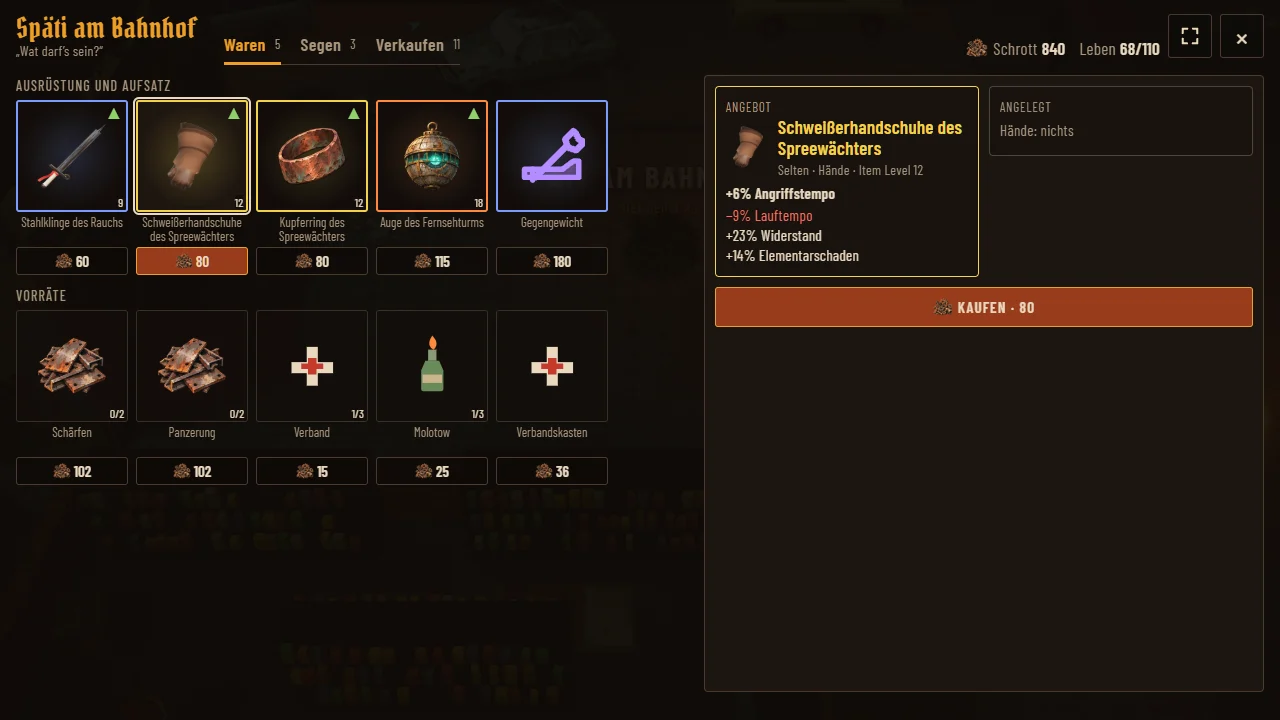 Späti am Bahnhof
„Wat darf's sein?“
Waren 5
Segen 3
Verkaufen 11
Schrott 840
Leben 68/110
AUSRÜSTUNG UND AUFSATZ
9
12
12
18
Stahlklinge des Rauchs
Schweißerhandschuhe
des Spreewächters
Kupferring des
Spreewächters
Auge des Fernsehturms
Gegengewicht
60
80
80
115
180
VORRÄTE
0/2
0/2
1/3
1/3
Schärfen
Panzerung
Verband
Molotow
Verbandskasten
102
102
15
25
36
ANGEBOT
Schweißerhandschuhe des
Spreewächters
Selten · Hände · Item Level 12
+6% Angriffstempo
−9% Lauftempo
+23% Widerstand
+14% Elementarschaden
ANGELEGT
Hände: nichts
KAUFEN · 80